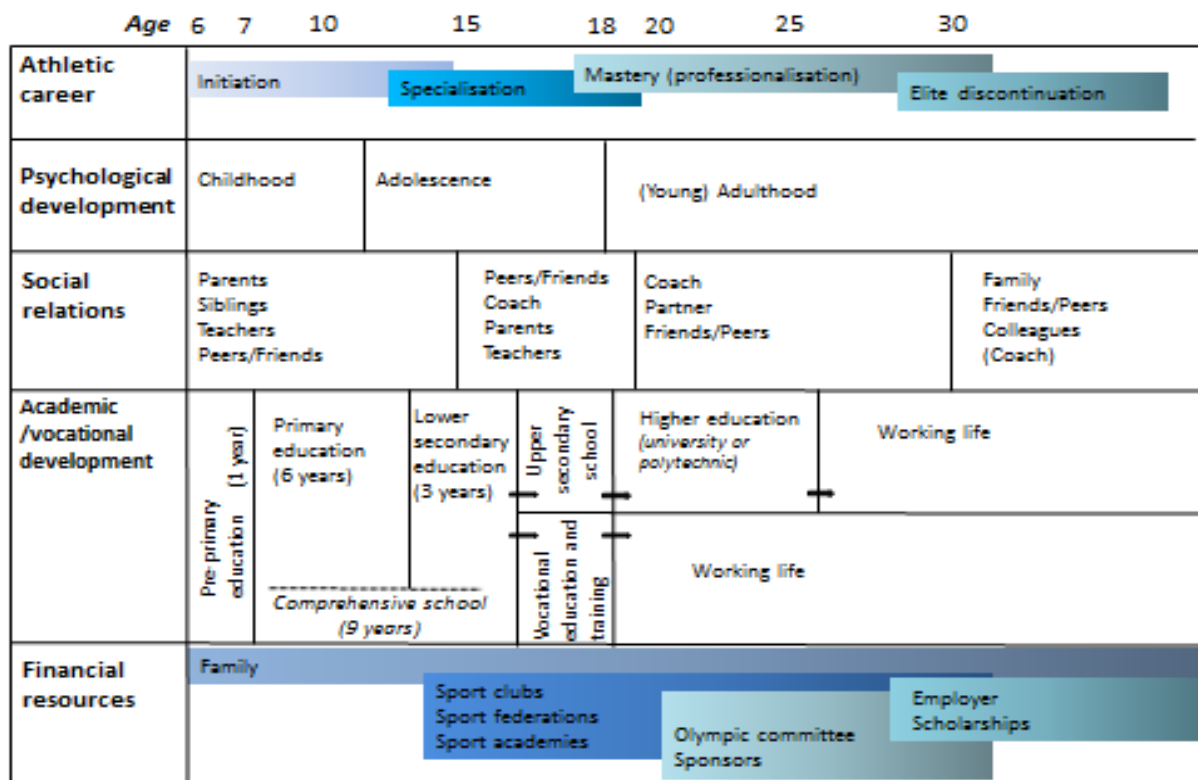 Age 6 7 10 15 18 20 25 30
Athletic
career
Initiation
Specialisation
Mastery (professionalisation)
Elite discontinuation
Psychological
development
Childhood
Adolescence
(Young) Adulthood
Social
relations
Parents
Siblings
Teachers
Peers/Friends
Peers/Friends
Coach
Parents
Teachers
Coach
Partner
Friends/Peers
Family
Friends/Peers
Colleagues
(Coach)
Academic
/vocational
development
Pre-primary
education (1 year)
Primary
education
(6 years)
Lower
secondary
education
(3 years)
Comprehensive school
(9 years)
Upper
secondary
school
Vocational
education and
training
Higher education
(university or
polytechnic)
Working life
Working life
Financial
resources
Family
Sport clubs
Sport federations
Sport academies
Olympic committee
Sponsors
Employer
Scholarships